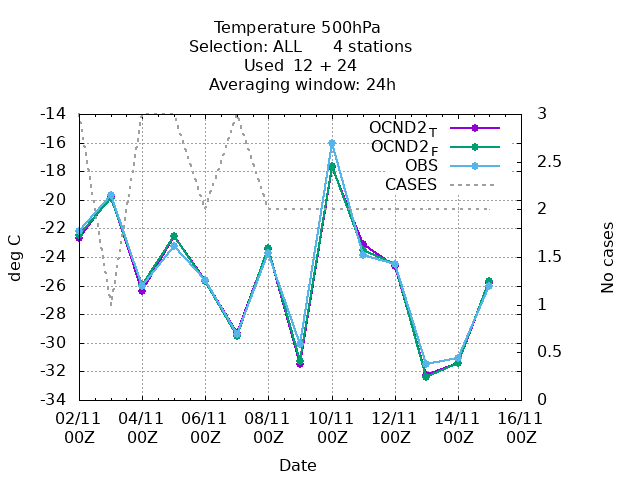 Temperature 500hPa
Selection: ALL 4 stations
Used 12 + 24
Averaging window: 24h
-14 3
OCND2 T
-16
OCND2 F
2.5
OBS
-18
CASES
-20
2
-22
-24
1.5
-26
-28
1
-30
0.5
-32
-34 0
deg C
No cases
02/11 04/11 06/11 08/11 10/11 12/11 14/11 16/11
00Z 00Z 00Z 00Z 00Z 00Z 00Z 00Z
Date